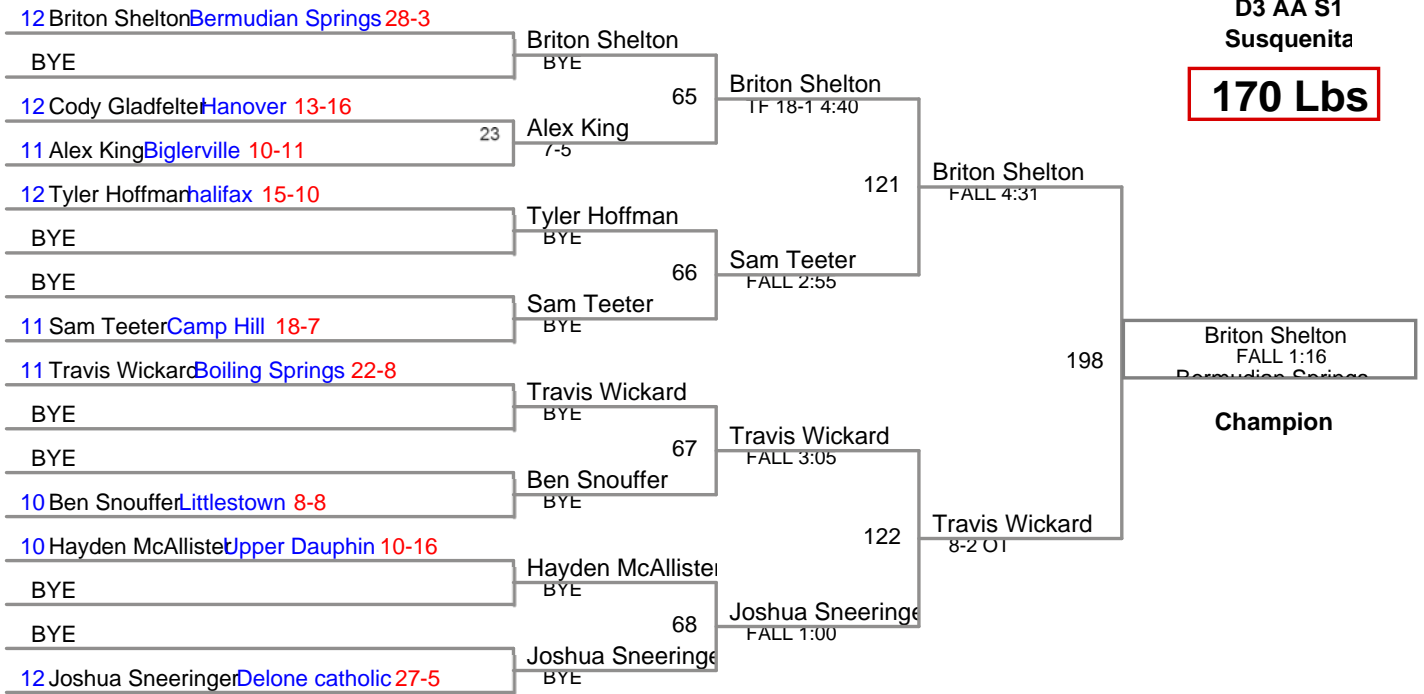 D3 AA S1
Susquenita
170 Lbs
12 Briton Shelton Bermudian Springs 28-3
BYE
12 Cody Gladfelter Hanover 13-16
11 Alex King Biglerville 10-11
12 Tyler Hoffman halifax 15-10
BYE
BYE
11 Sam Teeter Camp Hill 18-7
11 Travis Wickard Boiling Springs 22-8
BYE
BYE
10 Ben Snouffer Littlestown 8-8
10 Hayden McAllister Upper Dauphin 10-16
BYE
BYE
12 Joshua Sneeringer Delone catholic 27-5
23
Briton Shelton
BYE
Alex King
7-5
Tyler Hoffman
BYE
Sam Teeter
BYE
Travis Wickard
BYE
Ben Snouffer
BYE
Hayden McAllister
BYE
Joshua Sneeringe
BYE
65
66
67
68
Briton Shelton
TF 18-1 4:40
Sam Teeter
FALL 2:55
Travis Wickard
FALL 3:05
Joshua Sneeringe
FALL 1:00
121
122
Briton Shelton
FALL 4:31
Travis Wickard
8-2 OT
198
Briton Shelton
FALL 1:16
Bermudian Springs
Champion